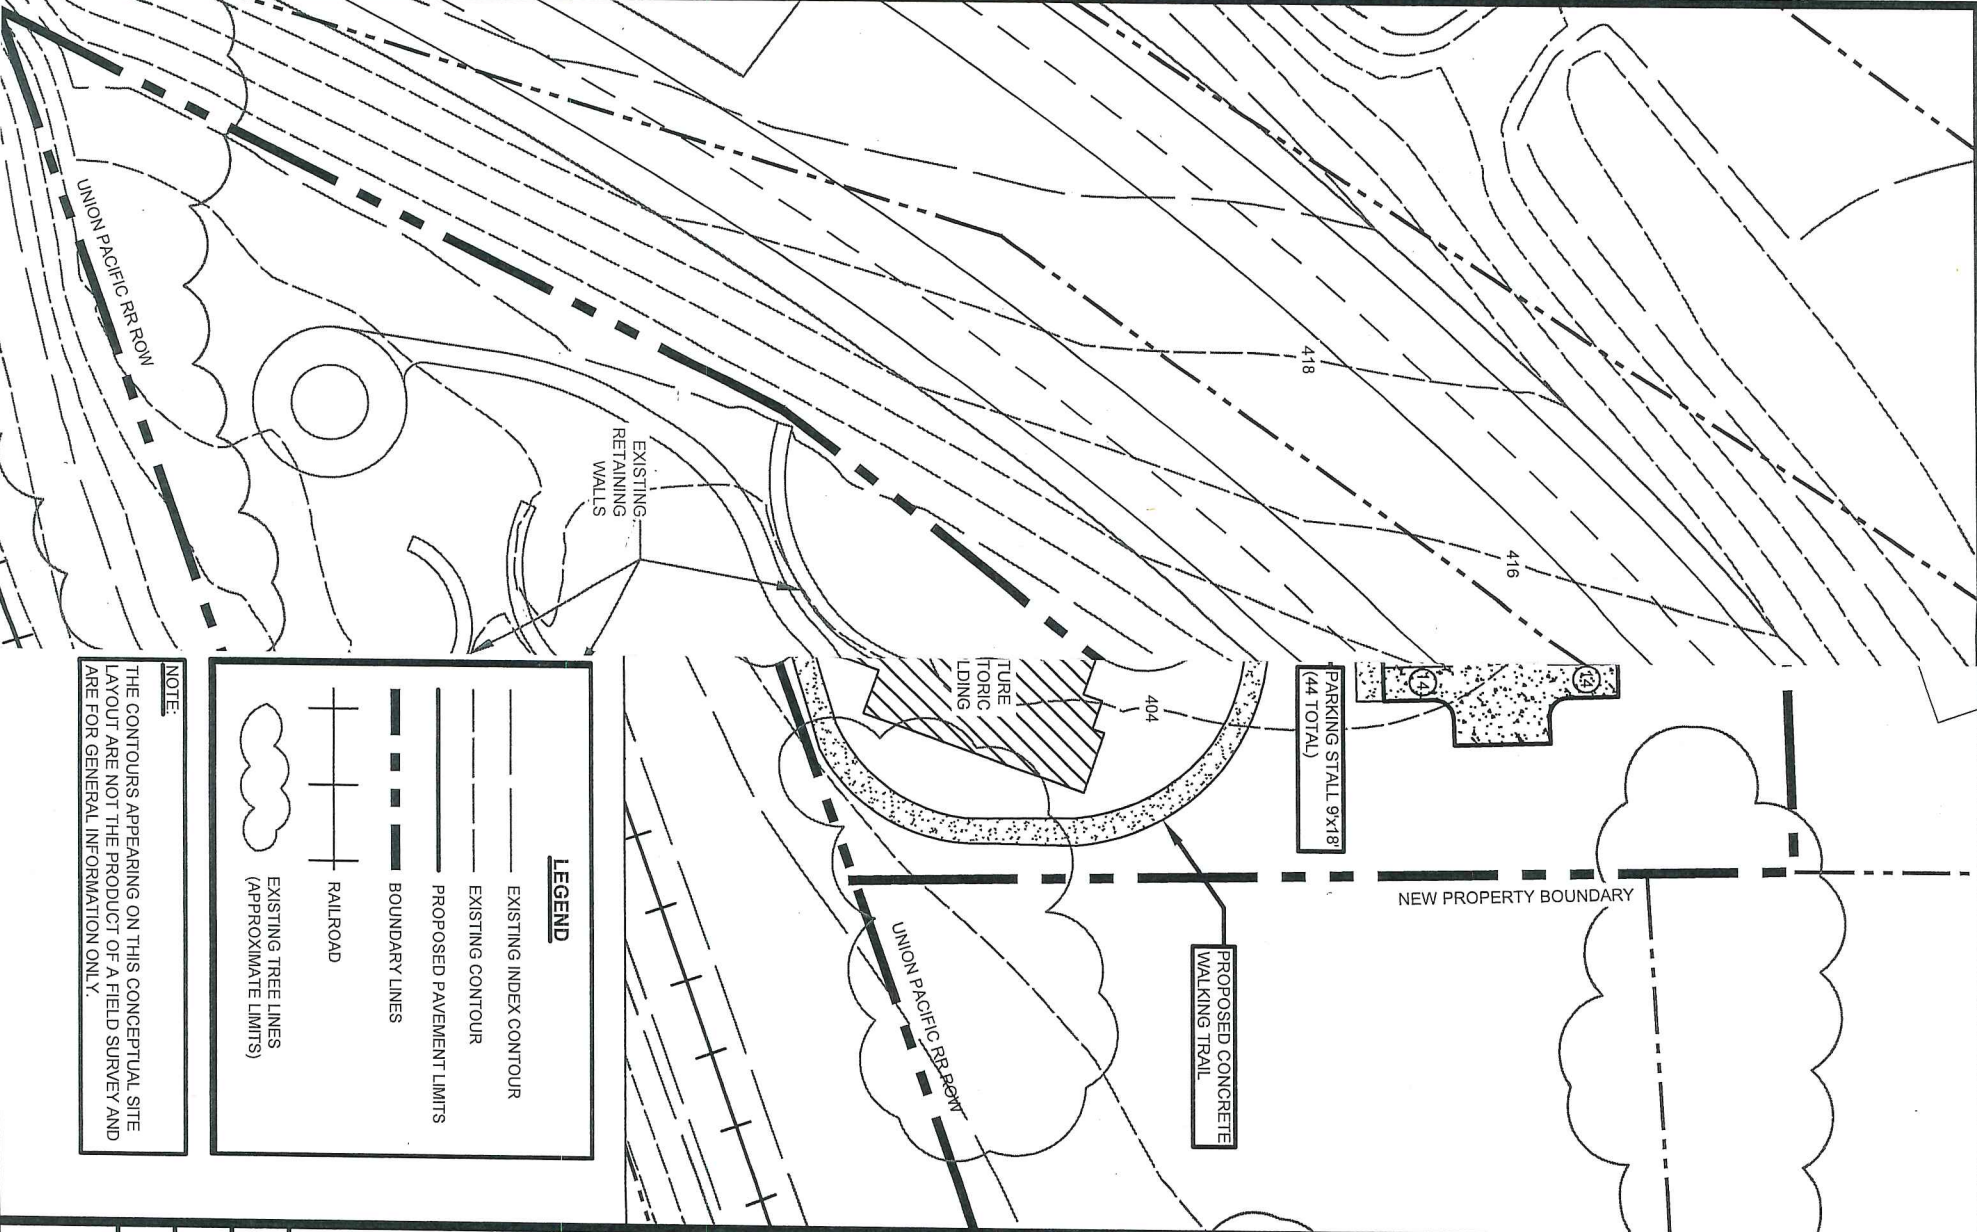 UNION PACIFIC RR ROW
418
416
EXISTING
RETAINING
WALLS
TURE
TORIC
LDING
404
PARKING STALL 9'x18'
(44 TOTAL)
14
14
NEW PROPERTY BOUNDARY
PROPOSED CONCRETE
WALKING TRAIL
UNION PACIFIC RR ROW
LEGEND
EXISTING INDEX CONTOUR
EXISTING CONTOUR
PROPOSED PAVEMENT LIMITS
BOUNDARY LINES
RAILROAD
EXISTING TREE LINES
(APPROXIMATE LIMITS)
NOTE:
THE CONTOURS APPEARING ON THIS CONCEPTUAL SITE
LAYOUT ARE NOT THE PRODUCT OF A FIELD SURVEY AND
ARE FOR GENERAL INFORMATION ONLY.